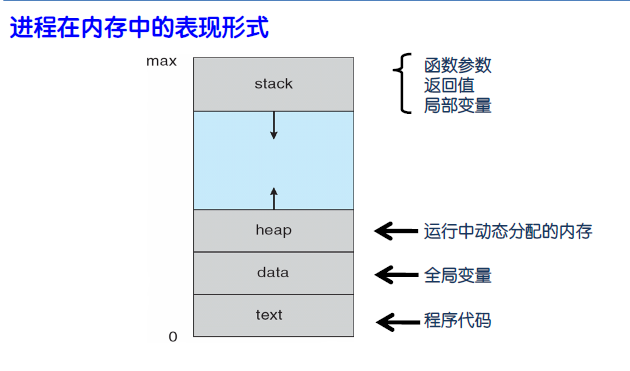 进程在内存中的表现形式
max
stack
函数参数
返回值
局部变量
heap
运行中动态分配的内存
data
全局变量
text
程序代码
0